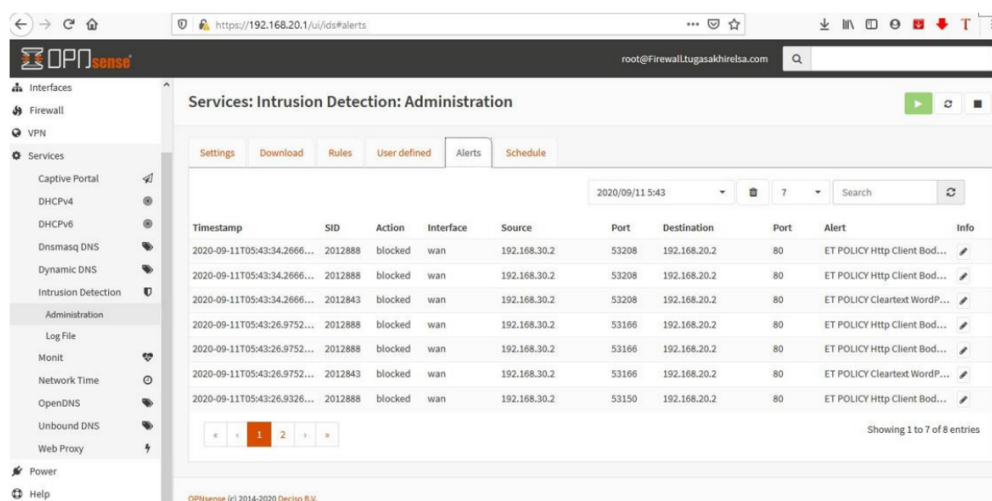 https://192.168.20.1/ui/ids#alerts
OPNsense
root@Firewall.tugasakhirelsa.com
Interfaces
Firewall
VPN
Services
Captive Portal
DHCPv4
DHCPv6
Dnsmasq DNS
Dynamic DNS
Intrusion Detection
Administration
Log File
Monit
Network Time
OpenDNS
Unbound DNS
Web Proxy
Power
Help
Services: Intrusion Detection: Administration
Settings Download Rules User defined Alerts Schedule
2020/09/11 5:43 7 Search
Timestamp SID Action Interface Source Port Destination Port Alert Info
2020-09-11T05:43:34.2666... 2012888 blocked wan 192.168.30.2 53208 192.168.20.2 80 ET POLICY Http Client Bod...
2020-09-11T05:43:34.2666... 2012888 blocked wan 192.168.30.2 53208 192.168.20.2 80 ET POLICY Http Client Bod...
2020-09-11T05:43:34.2666... 2012843 blocked wan 192.168.30.2 53208 192.168.20.2 80 ET POLICY Cleartext WordP...
2020-09-11T05:43:26.9752... 2012888 blocked wan 192.168.30.2 53166 192.168.20.2 80 ET POLICY Http Client Bod...
2020-09-11T05:43:26.9752... 2012888 blocked wan 192.168.30.2 53166 192.168.20.2 80 ET POLICY Http Client Bod...
2020-09-11T05:43:26.9752... 2012843 blocked wan 192.168.30.2 53166 192.168.20.2 80 ET POLICY Cleartext WordP...
2020-09-11T05:43:26.9326... 2012888 blocked wan 192.168.30.2 53150 192.168.20.2 80 ET POLICY Http Client Bod...
« ‹ 1 2 › »
Showing 1 to 7 of 8 entries
OPNsense (c) 2014-2020 Deciso B.V.